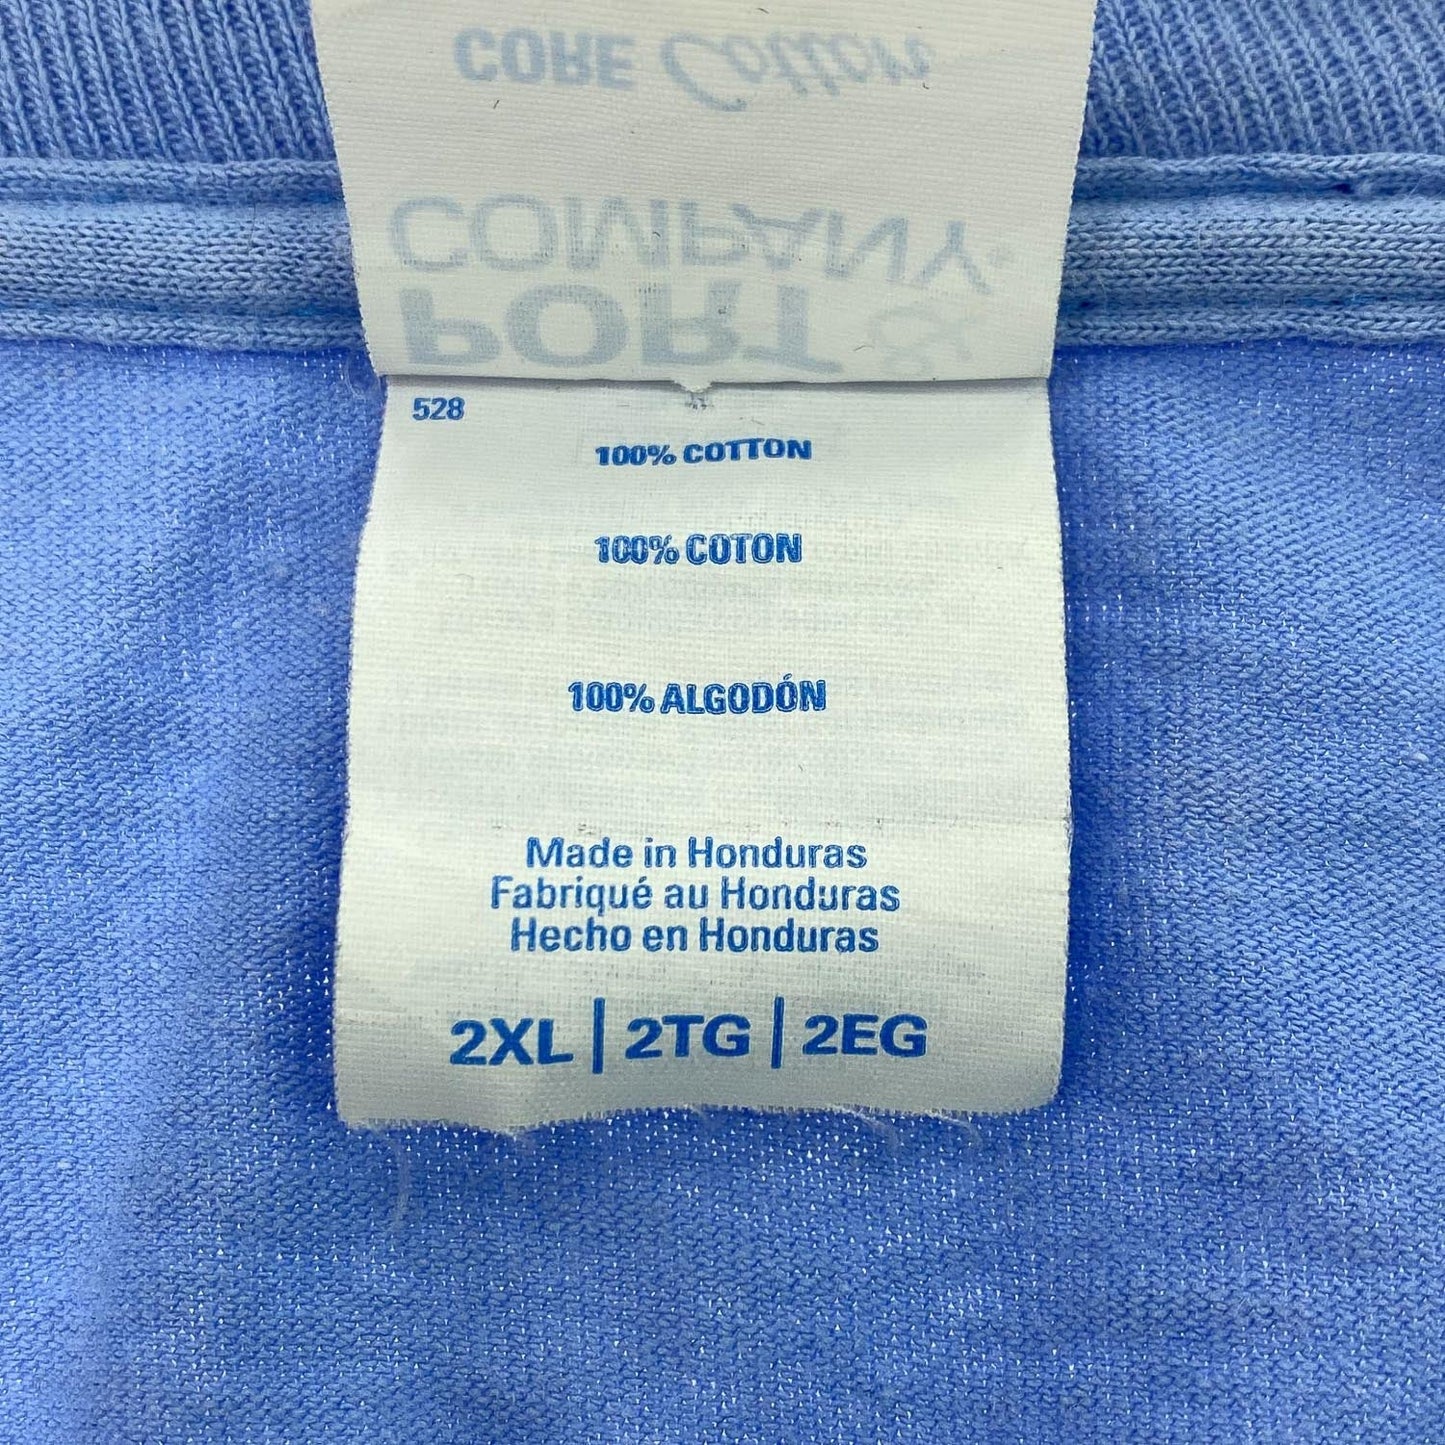 CORE Cotton
COMPANY®
PORT &
528
100% COTTON
100% COTON
100% ALGODÓN
Made in Honduras
Fabriqué au Honduras
Hecho en Honduras
2XL | 2TG | 2EG